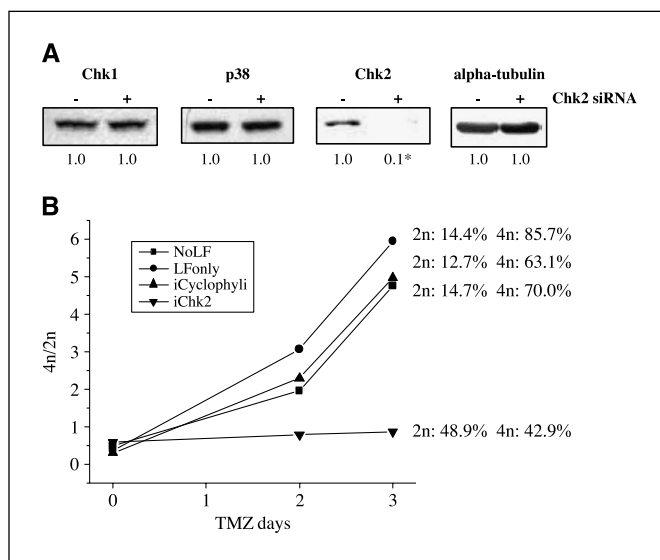 A
Chk1 p38 Chk2 alpha-tubulin
- + - + - + - + Chk2 siRNA
1.0 1.0 1.0 1.0 1.0 0.1* 1.0 1.0
B
6
5
4
3
2
1
0
4n/2n
NoLF
LFonly
iCyclophyli
iChk2
2n: 14.4% 4n: 85.7%
2n: 12.7% 4n: 63.1%
2n: 14.7% 4n: 70.0%
2n: 48.9% 4n: 42.9%
0 1 2 3
TMZ days